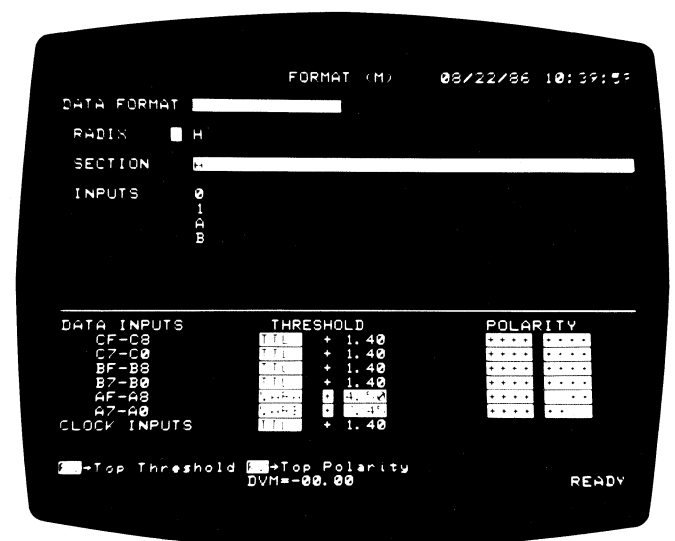 FORMAT (M) 08/22/86 10:39:59
DATA FORMAT
RADIX H
SECTION A
INPUTS 0
1
A
B
DATA INPUTS THRESHOLD POLARITY
CF-C8 TTL + 1.40 ++++ ++++
C7-C0 TTL + 1.40 ++++ ++++
BF-B8 TTL + 1.40 ++++ ++++
B7-B0 TTL + 1.40 ++++ ++++
AF-A8 + ++++
A7-A0 + ++++
CLOCK INPUTS TTL + 1.40
→Top Threshold →Top Polarity
DVM=-00.00
READY